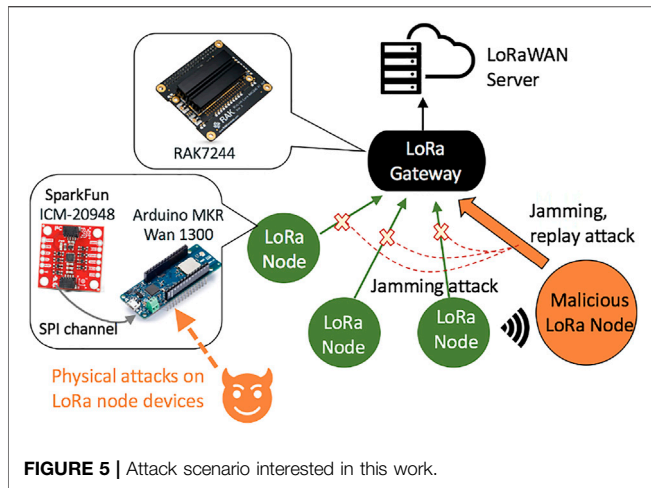 LoRaWAN
Server
RAK
RAK7244
LoRa
Gateway
SparkFun
ICM-20948
Arduino MKR
Wan 1300
SPI channel
LoRa
Node
Jamming,
replay attack
Jamming attack
LoRa
Node
LoRa
Node
Malicious
LoRa Node
Physical attacks on
LoRa node devices
FIGURE 5 | Attack scenario interested in this work.